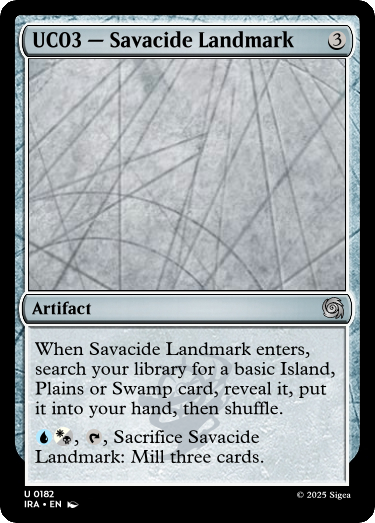 UC03 — Savacide Landmark 3
Artifact
When Savacide Landmark enters,
search your library for a basic Island,
Plains or Swamp card, reveal it, put
it into your hand, then shuffle.
, , Sacrifice Savacide
Landmark: Mill three cards.
U 0182
IRA • EN
© 2025 Sigea